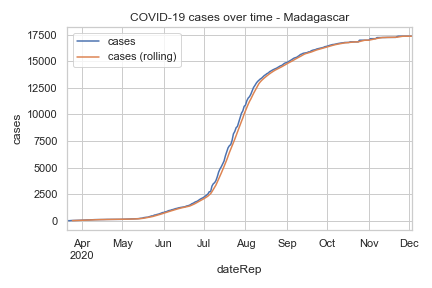 COVID-19 cases over time - Madagascar
cases
cases (rolling)
17500
15000
12500
10000
7500
5000
2500
0
cases
Apr May Jun Jul Aug Sep Oct Nov Dec
2020
dateRep